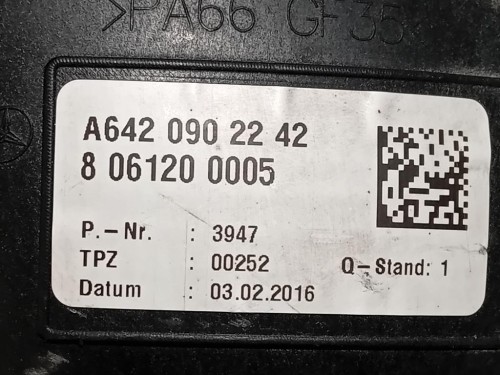 >PA66 GF35<
A642 090 22 42
8 06120 0005
P.-Nr. : 3947
TPZ : 00252 Q-Stand: 1
Datum : 03.02.2016